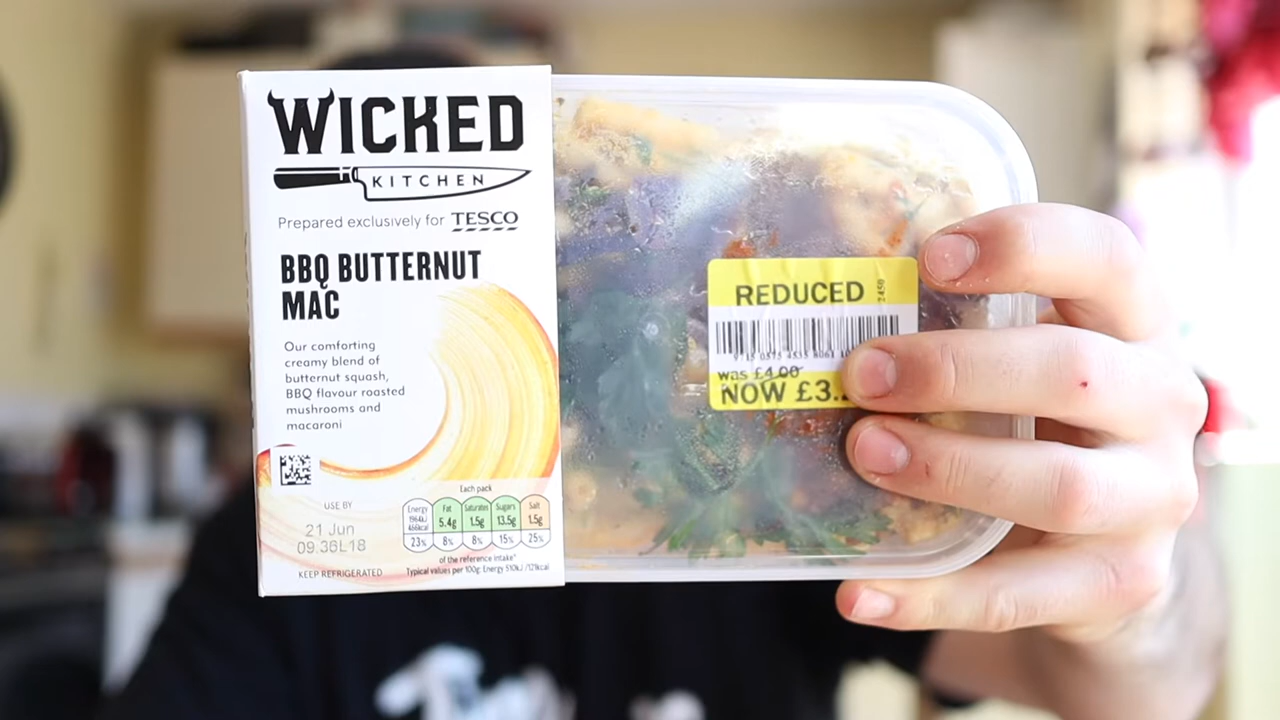 WICKED
KITCHEN
Prepared exclusively for TESCO
BBQ BUTTERNUT
MAC
Our comforting
creamy blend of
butternut squash,
BBQ flavour roasted
mushrooms and
macaroni
USE BY
21 Jun
09.36L18
KEEP REFRIGERATED
Each pack
Energy Fat Saturates Sugars Salt
5.4g 1.5g 13.5g 1.5g
23% 8% 8% 15% 25%
of the reference intake*
Typical values per 100g: Energy 510kJ /121kcal
REDUCED
2450
was £4.00
NOW £3.